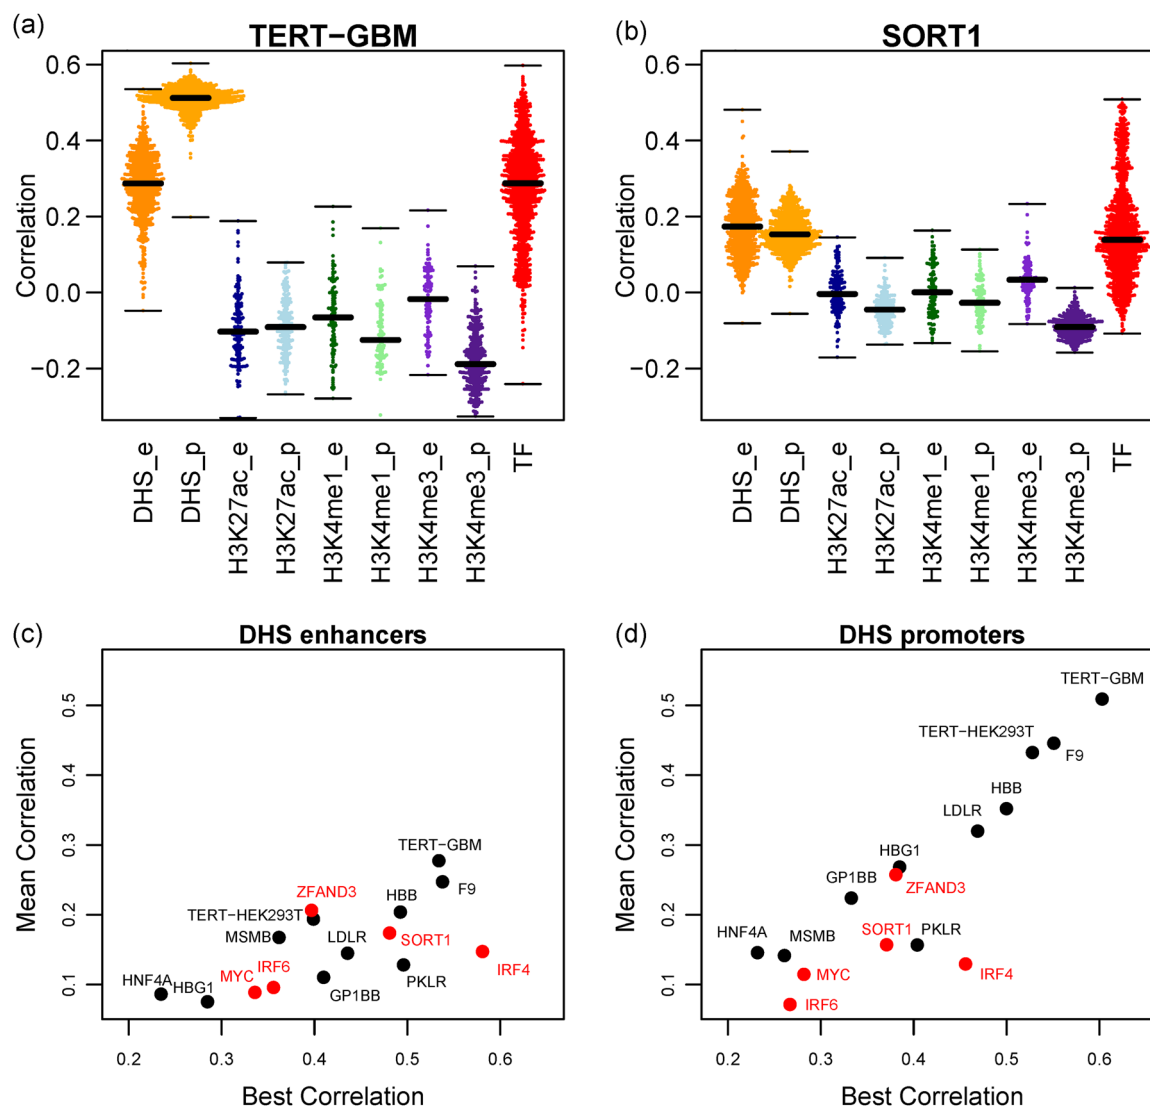 (a)
TERT−GBM
Correlation
0.6
0.4
0.2
0.0
−0.2
DHS_e
DHS_p
H3K27ac_e
H3K27ac_p
H3K4me1_e
H3K4me1_p
H3K4me3_e
H3K4me3_p
TF
(b)
SORT1
Correlation
0.6
0.4
0.2
0.0
−0.2
DHS_e
DHS_p
H3K27ac_e
H3K27ac_p
H3K4me1_e
H3K4me1_p
H3K4me3_e
H3K4me3_p
TF
(c)
DHS enhancers
Mean Correlation
0.5
0.4
0.3
0.2
0.1
TERT−GBM
F9
ZFAND3
HBB
TERT−HEK293T
MSMB
LDLR
SORT1
IRF4
IRF6
MYC
HNF4A
HBG1
GP1BB
PKLR
0.2
0.3
0.4
0.5
0.6
Best Correlation
(d)
DHS promoters
Mean Correlation
0.5
0.4
0.3
0.2
0.1
TERT−GBM
TERT−HEK293T
F9
HBB
LDLR
HBG1
GP1BB
ZFAND3
HNF4A
MSMB
SORT1
PKLR
MYC
IRF4
IRF6
0.2
0.3
0.4
0.5
0.6
Best Correlation